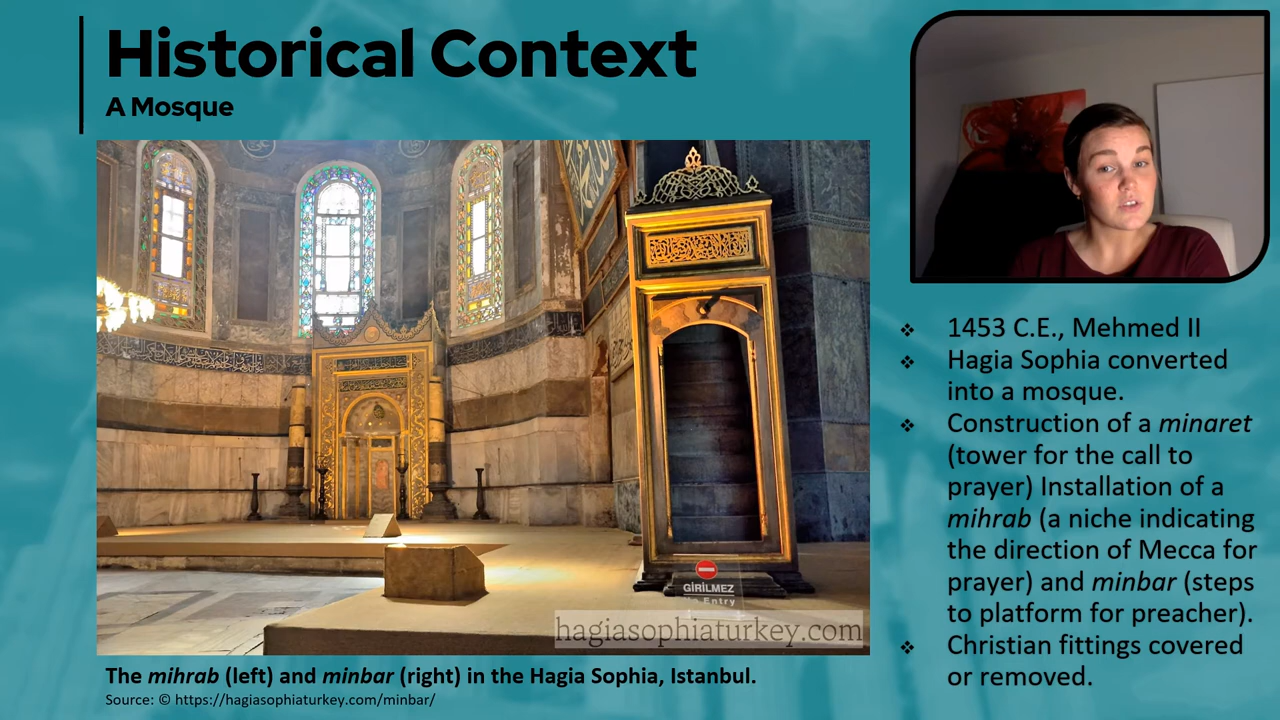 Historical Context
A Mosque
GİRİLMEZ
No Entry
hagiasophiaturkey.com
The mihrab (left) and minbar (right) in the Hagia Sophia, Istanbul.
Source: © https://hagiasophiaturkey.com/minbar/
❖ 1453 C.E., Mehmed II
❖ Hagia Sophia converted
into a mosque.
❖ Construction of a minaret
(tower for the call to
prayer) Installation of a
mihrab (a niche indicating
the direction of Mecca for
prayer) and minbar (steps
to platform for preacher).
❖ Christian fittings covered
or removed.